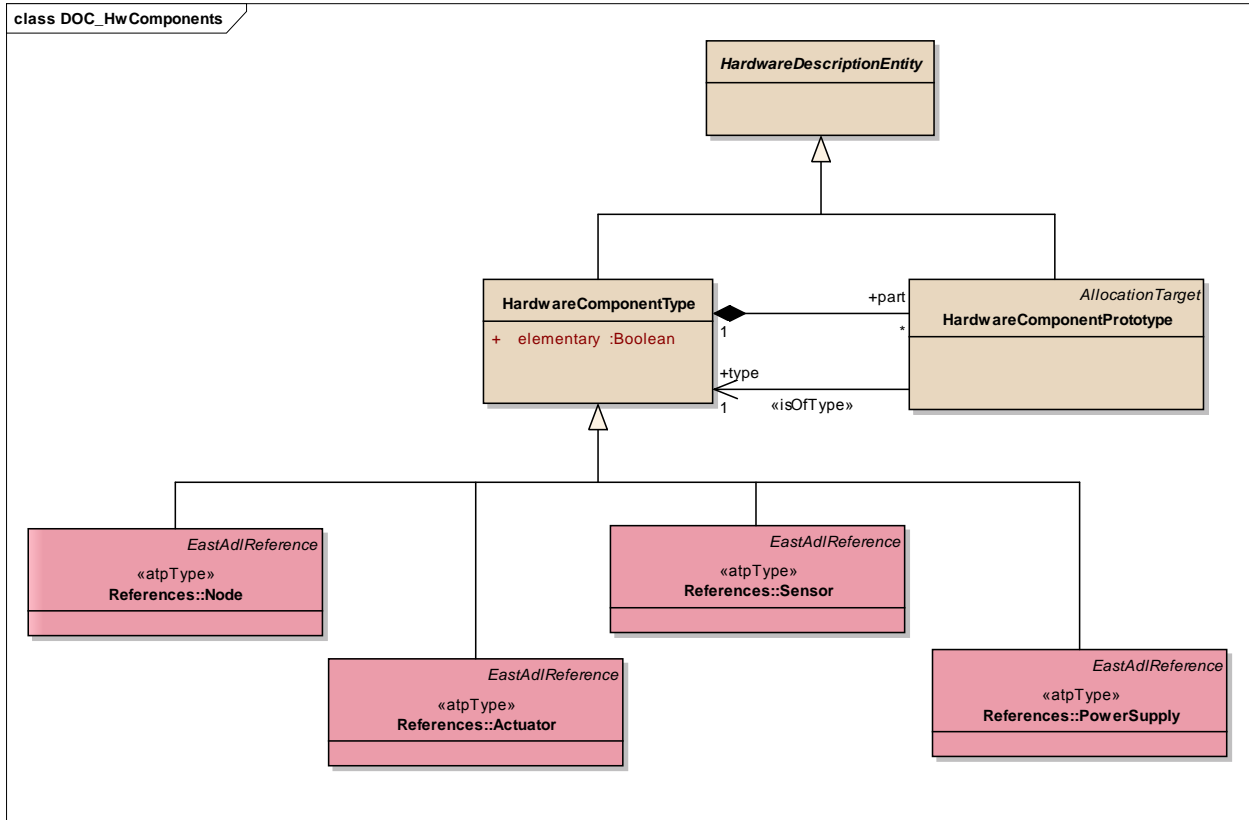 class DOC_HwComponents
HardwareDescriptionEntity
HardwareComponentType
+ elementary :Boolean
+part
1
*
AllocationTarget
HardwareComponentPrototype
+type
1
«isOfType»
EastAdlReference
«atpType»
References::Node
EastAdlReference
«atpType»
References::Sensor
EastAdlReference
«atpType»
References::Actuator
EastAdlReference
«atpType»
References::PowerSupply